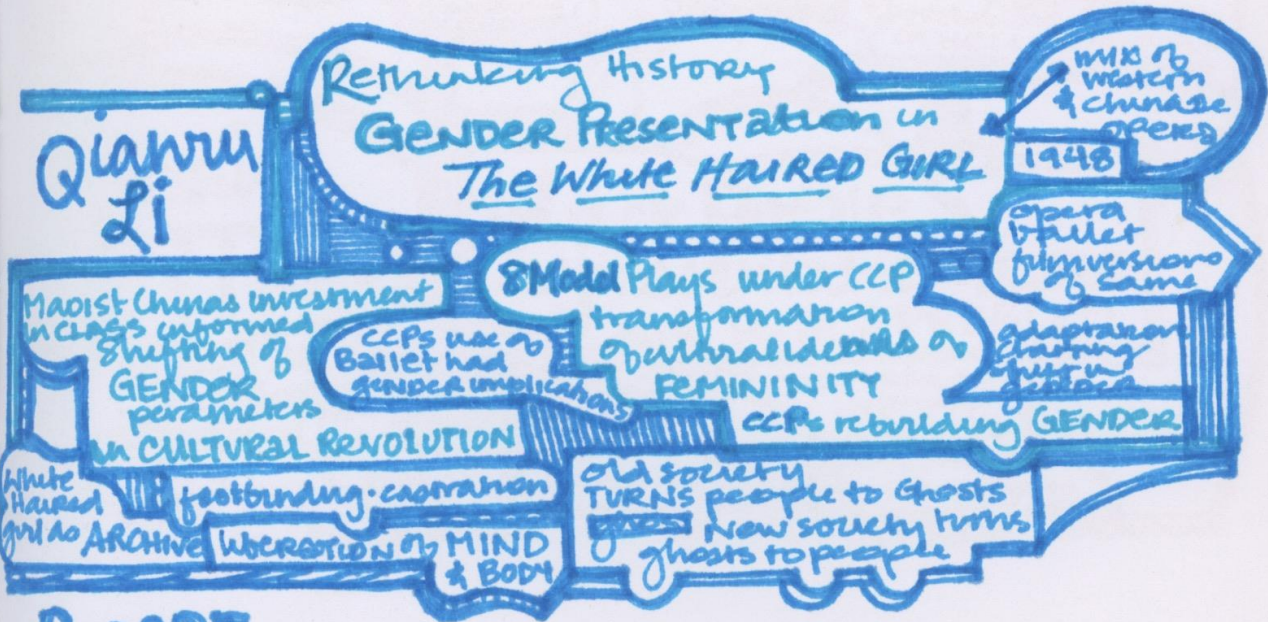 Qianru
Li
Rethinking History
GENDER PRESENTation in
The White HAIRED GIRL
mix of
western
& chinese
opera
1948
opera
ballet
film versions
of same
Maoist Chinas investment
in CLASS informed
shifting of
GENDER
parameters
in CULTURAL REVOLUTION
CCPs use of
Ballet had
gender implications
8 Model Plays under CCP
transformation
of cultural ideals of
FEMININITY
adaptation
charting
shift in
gender
CCPs rebuilding GENDER
White
Haired
girl as ARCHIVE
footbinding · castration
of MIND
& BODY
old society
TURNS people to Ghosts
New society turns
ghosts to people